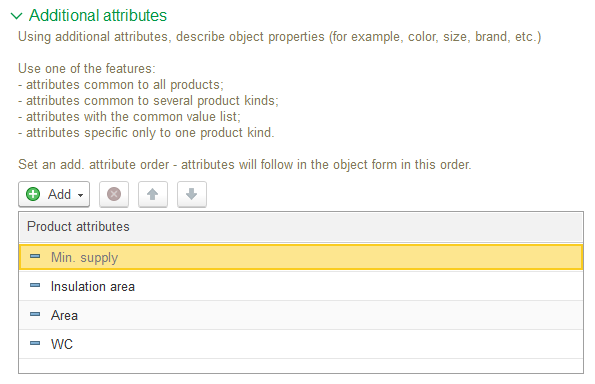 Additional attributes
Using additional attributes, describe object properties (for example, color, size, brand, etc.)
Use one of the features:
- attributes common to all products;
- attributes common to several product kinds;
- attributes with the common value list;
- attributes specific only to one product kind.
Set an add. attribute order - attributes will follow in the object form in this order.
Add
Product attributes
Min. supply
Insulation area
Area
WC